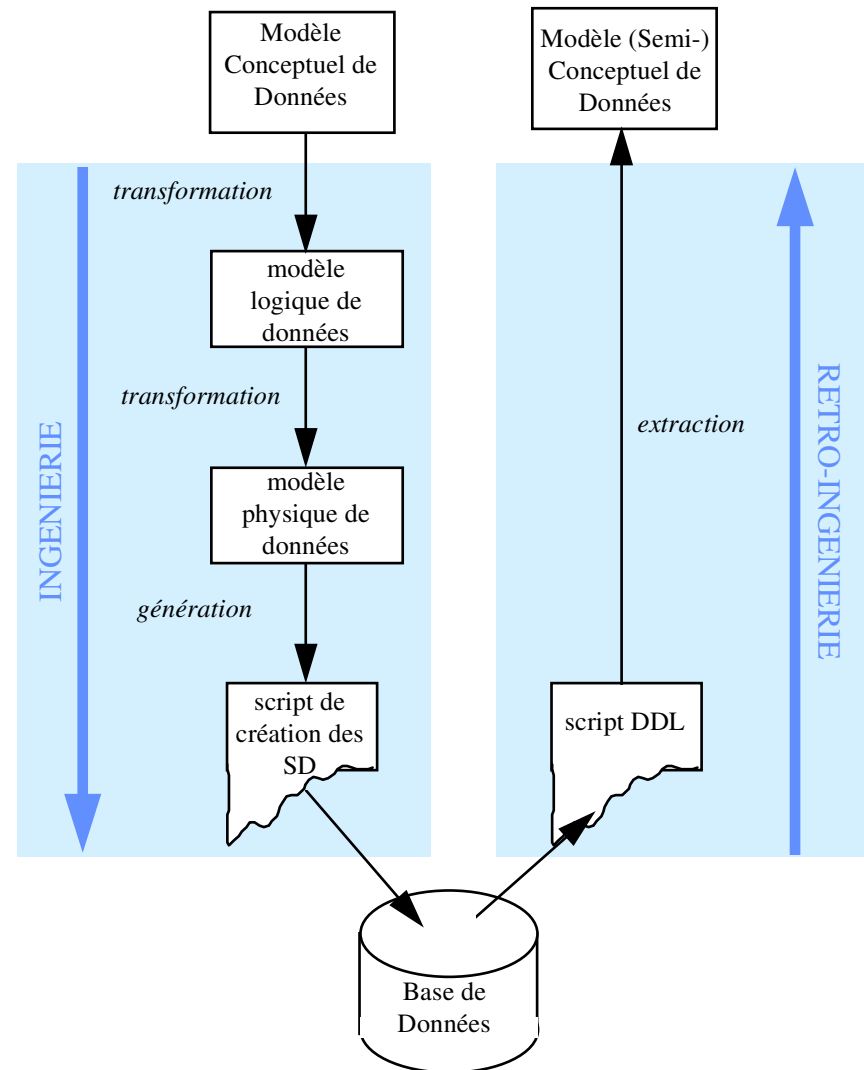 Modèle
Conceptuel de
Données
transformation
modèle
logique de
données
transformation
modèle
physique de
données
génération
script de
création des
SD
INGENIERIE
Modèle (Semi-)
Conceptuel de
Données
extraction
script DDL
RETRO-INGENIERIE
Base de
Données